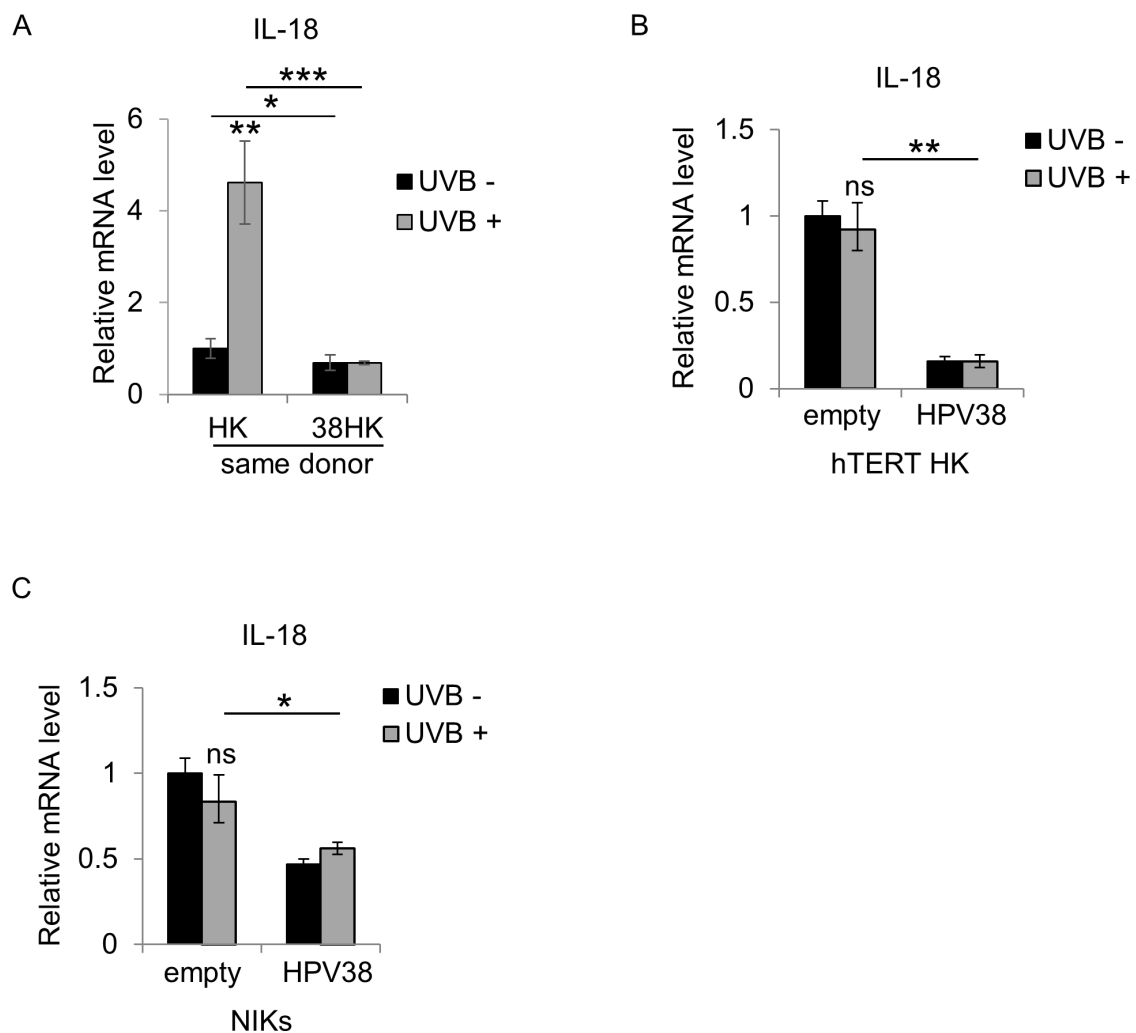 A
IL-18
***
*
**
6
4
2
0
Relative mRNA level
UVB -
UVB +
HK 38HK
same donor
B
IL-18
**
ns
1.5
1
0.5
0
Relative mRNA level
UVB -
UVB +
empty HPV38
hTERT HK
C
IL-18
*
ns
1.5
1
0.5
0
Relative mRNA level
UVB -
UVB +
empty HPV38
NIKs